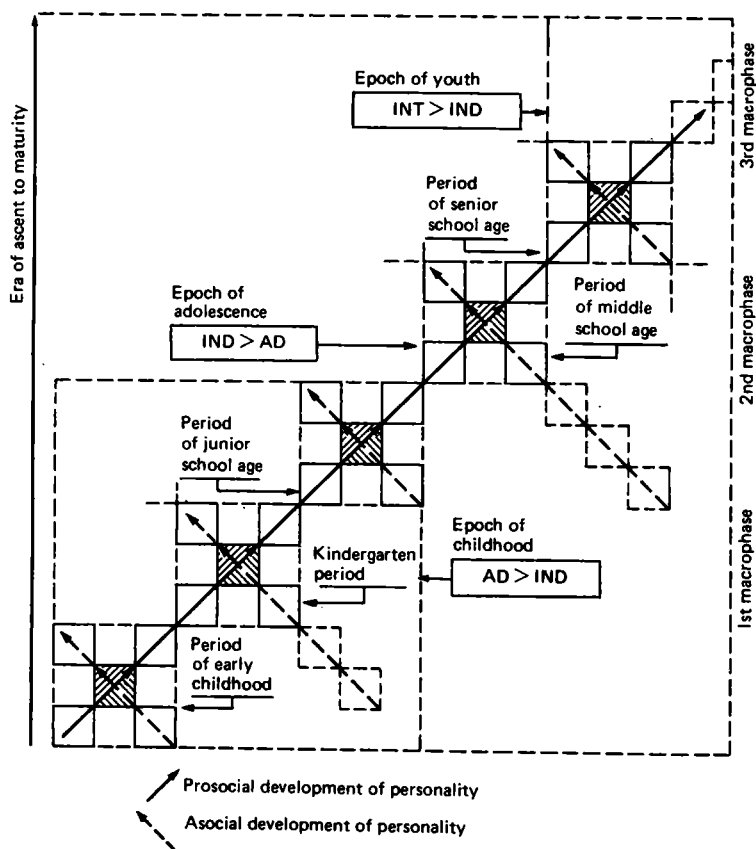 Era of ascent to maturity
Epoch of youth
INT > IND
3rd macrophase
Period
of senior
school age
Period
of middle
school age
Epoch of
adolescence
IND > AD
2nd macrophase
Period
of junior
school age
Epoch of
childhood
AD > IND
Kindergarten
period
1st macrophase
Period
of early
childhood
Prosocial development of personality
Asocial development of personality